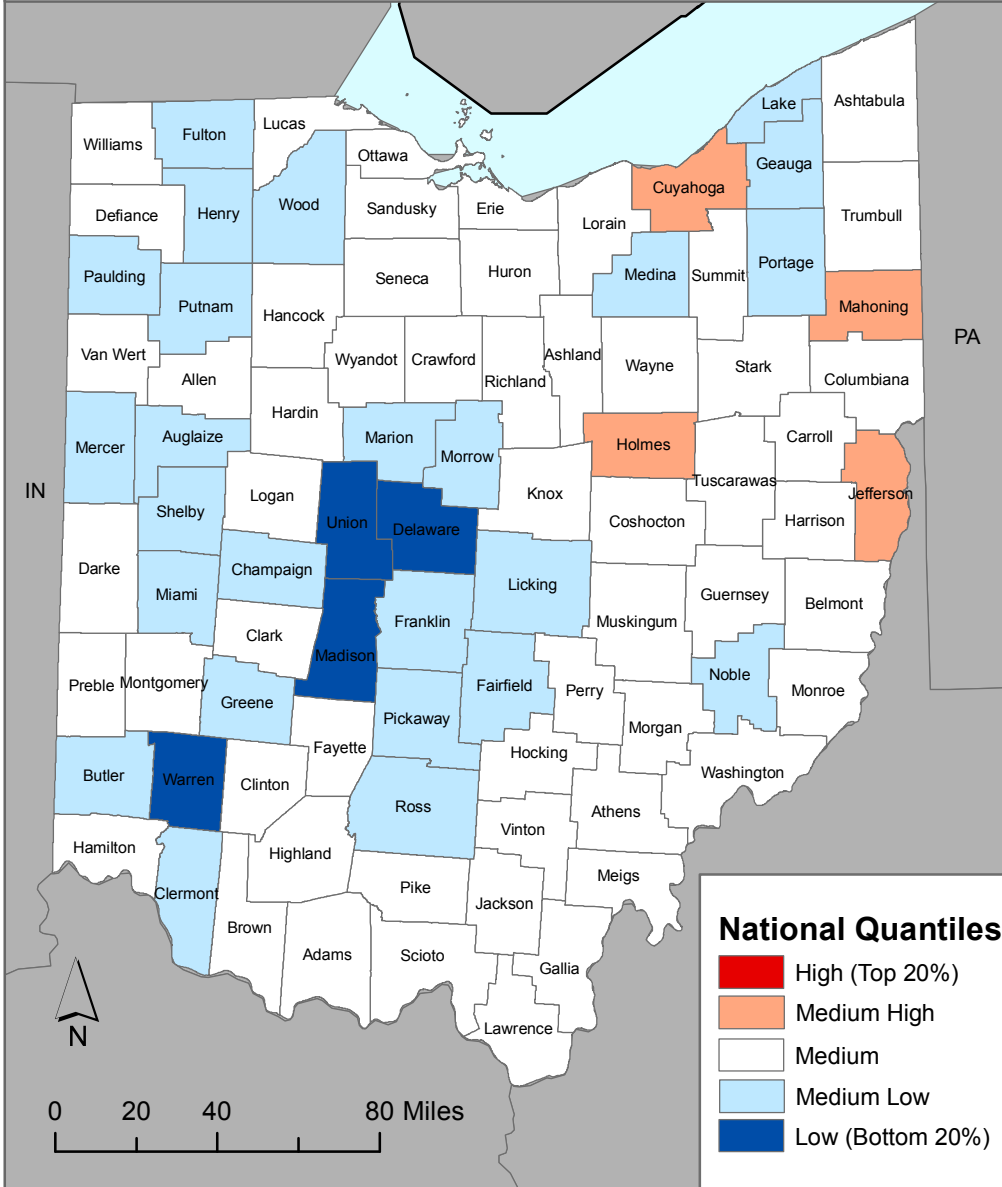 Lake
Ashtabula
Lucas
Fulton
Williams
Ottawa
Geauga
Cuyahoga
Wood
Sandusky
Erie
Henry
Defiance
Trumbull
Lorain
Portage
Huron
Medina
Summit
Paulding
Seneca
Putnam
Mahoning
Hancock
PA
Van Wert
Wyandot
Crawford
Ashland
Wayne
Stark
Allen
Richland
Columbiana
Hardin
Auglaize
Marion
Carroll
Mercer
Holmes
Morrow
Tuscarawas
IN
Logan
Knox
Jefferson
Shelby
Union
Delaware
Coshocton
Harrison
Darke
Champaign
Licking
Miami
Guernsey
Belmont
Franklin
Muskingum
Clark
Madison
Preble
Montgomery
Fairfield
Perry
Noble
Monroe
Greene
Pickaway
Morgan
Fayette
Hocking
Butler
Warren
Clinton
Washington
Ross
Athens
Vinton
Hamilton
Highland
Meigs
Clermont
Pike
Jackson
Brown
Adams
Scioto
Gallia
Lawrence
N
0 20 40 80 Miles
National Quantiles
High (Top 20%)
Medium High
Medium
Medium Low
Low (Bottom 20%)